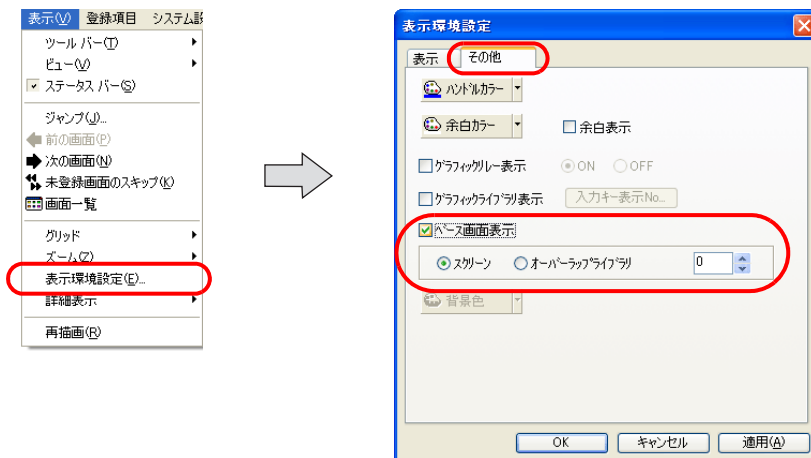 表示(V) 登録項目 システム設
ツール バー(T)
ビュー(V)
ステータス バー(S)
ジャンプ(J)...
前の画面(P)
次の画面(N)
未登録画面のスキップ(K)
画面一覧
グリッド
ズーム(Z)
表示環境設定(E)...
詳細表示
再描画(R)
表示環境設定
表示 その他
ハンドルカラー
余白カラー 余白表示
グラフィックリレー表示 ON OFF
グラフィックライブラリ表示 入力キー表示No...
ベース画面表示
スクリーン オーバーラップライブラリ 0
背景色
OK キャンセル 適用(A)